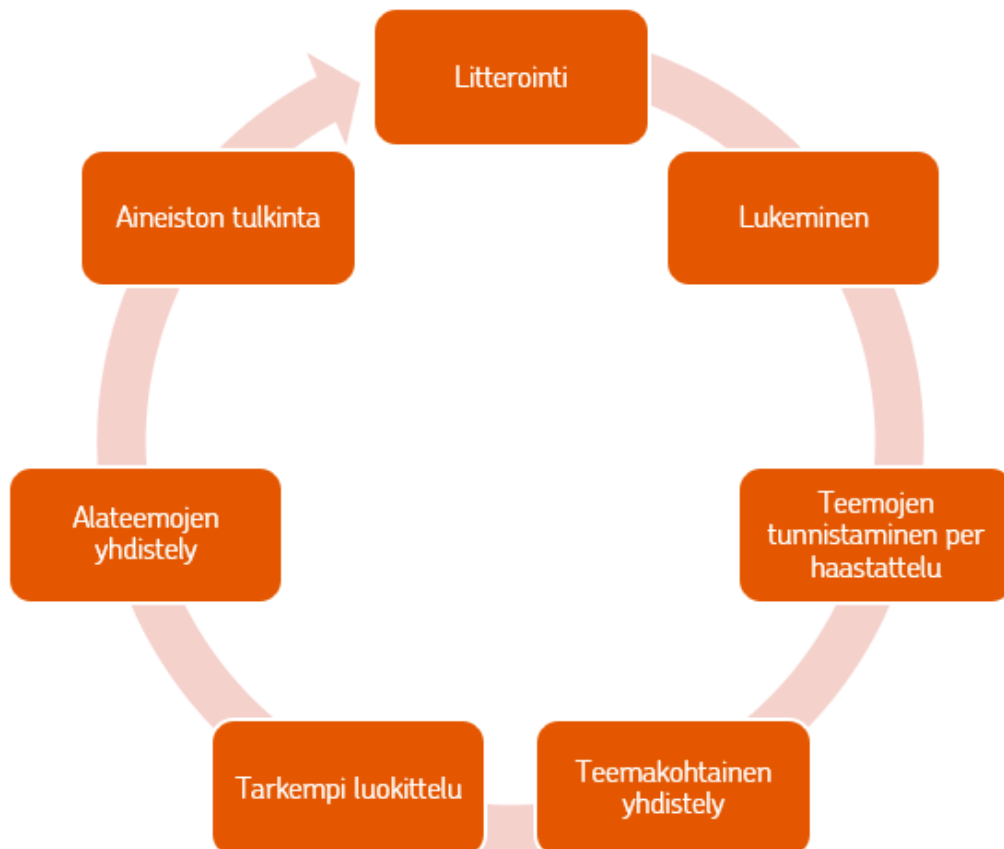 Litterointi
Lukeminen
Teemojen
tunnistaminen per
haastattelu
Teemakohtainen
yhdistely
Tarkempi luokittelu
Alateemojen
yhdistely
Aineiston tulkinta